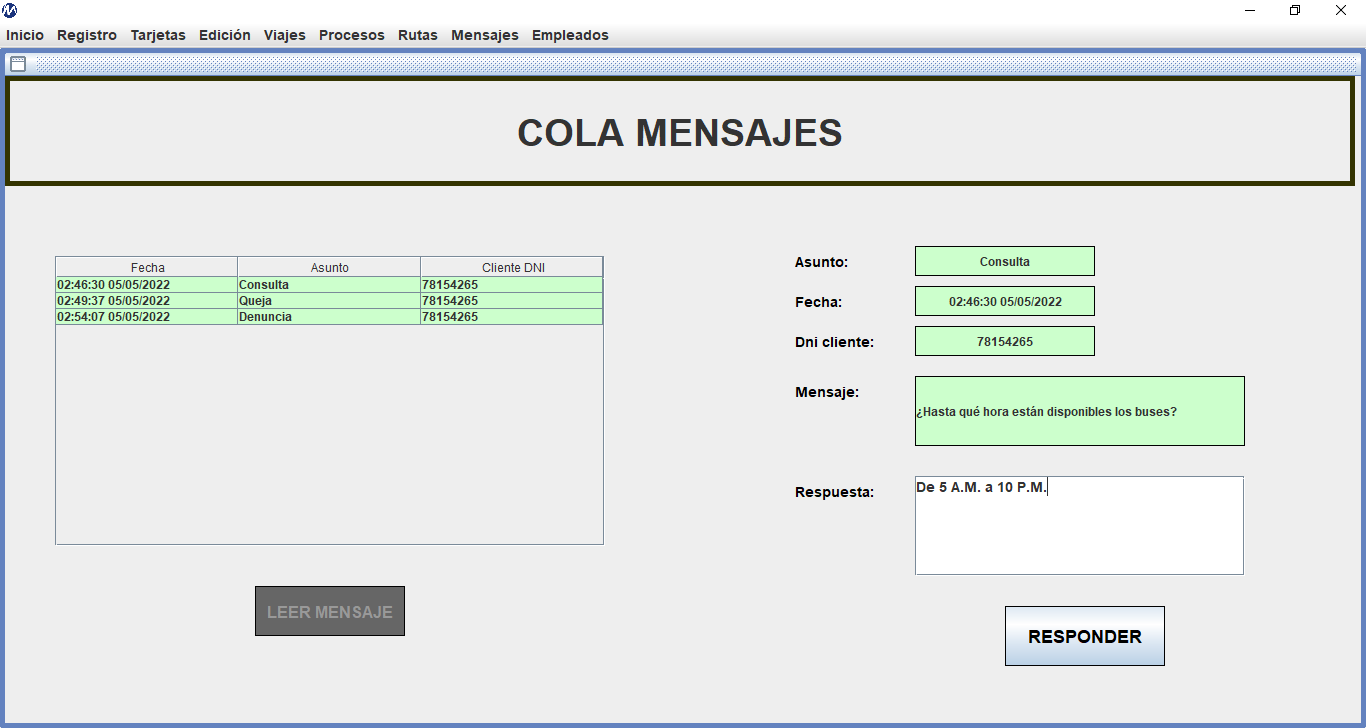 Inicio Registro Tarjetas Edición Viajes Procesos Rutas Mensajes Empleados
COLA MENSAJES
Fecha Asunto Cliente DNI
02:46:30 05/05/2022 Consulta 78154265
02:49:37 05/05/2022 Queja 78154265
02:54:07 05/05/2022 Denuncia 78154265
LEER MENSAJE
Asunto: Consulta
Fecha: 02:46:30 05/05/2022
Dni cliente: 78154265
Mensaje: ¿Hasta qué hora están disponibles los buses?
Respuesta: De 5 A.M. a 10 P.M.
RESPONDER